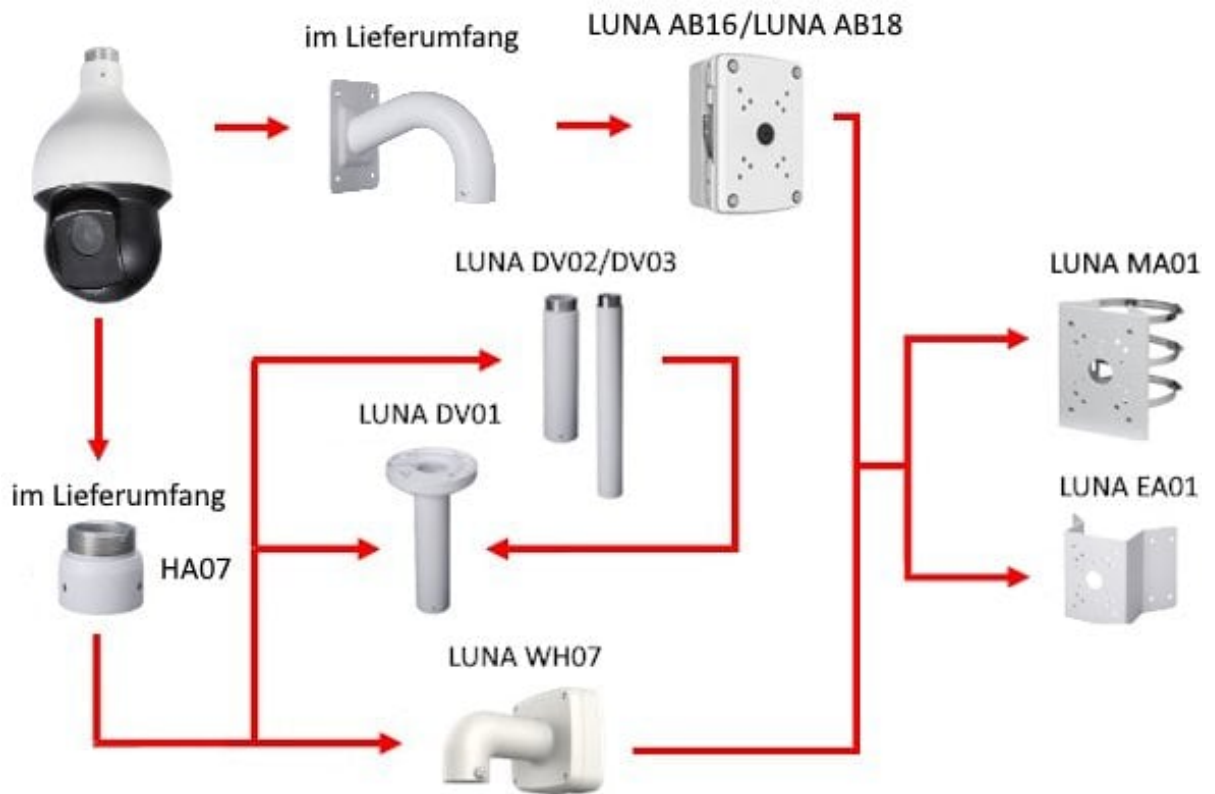 im Lieferumfang
LUNA AB16/LUNA AB18
LUNA DV02/DV03
LUNA MA01
LUNA DV01
im Lieferumfang
LUNA EA01
HA07
LUNA WH07